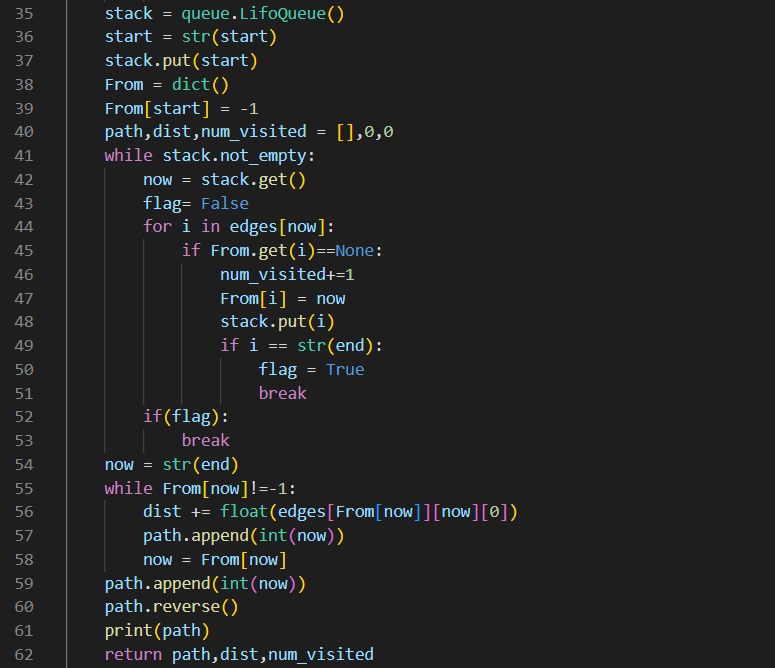 35 stack = queue.LifoQueue()
36 start = str(start)
37 stack.put(start)
38 From = dict()
39 From[start] = -1
40 path,dist,num_visited = [],0,0
41 while stack.not_empty:
42 now = stack.get()
43 flag= False
44 for i in edges[now]:
45 if From.get(i)==None:
46 num_visited+=1
47 From[i] = now
48 stack.put(i)
49 if i == str(end):
50 flag = True
51 break
52 if(flag):
53 break
54 now = str(end)
55 while From[now]!=-1:
56 dist += float(edges[From[now]][now][0])
57 path.append(int(now))
58 now = From[now]
59 path.append(int(now))
60 path.reverse()
61 print(path)
62 return path,dist,num_visited